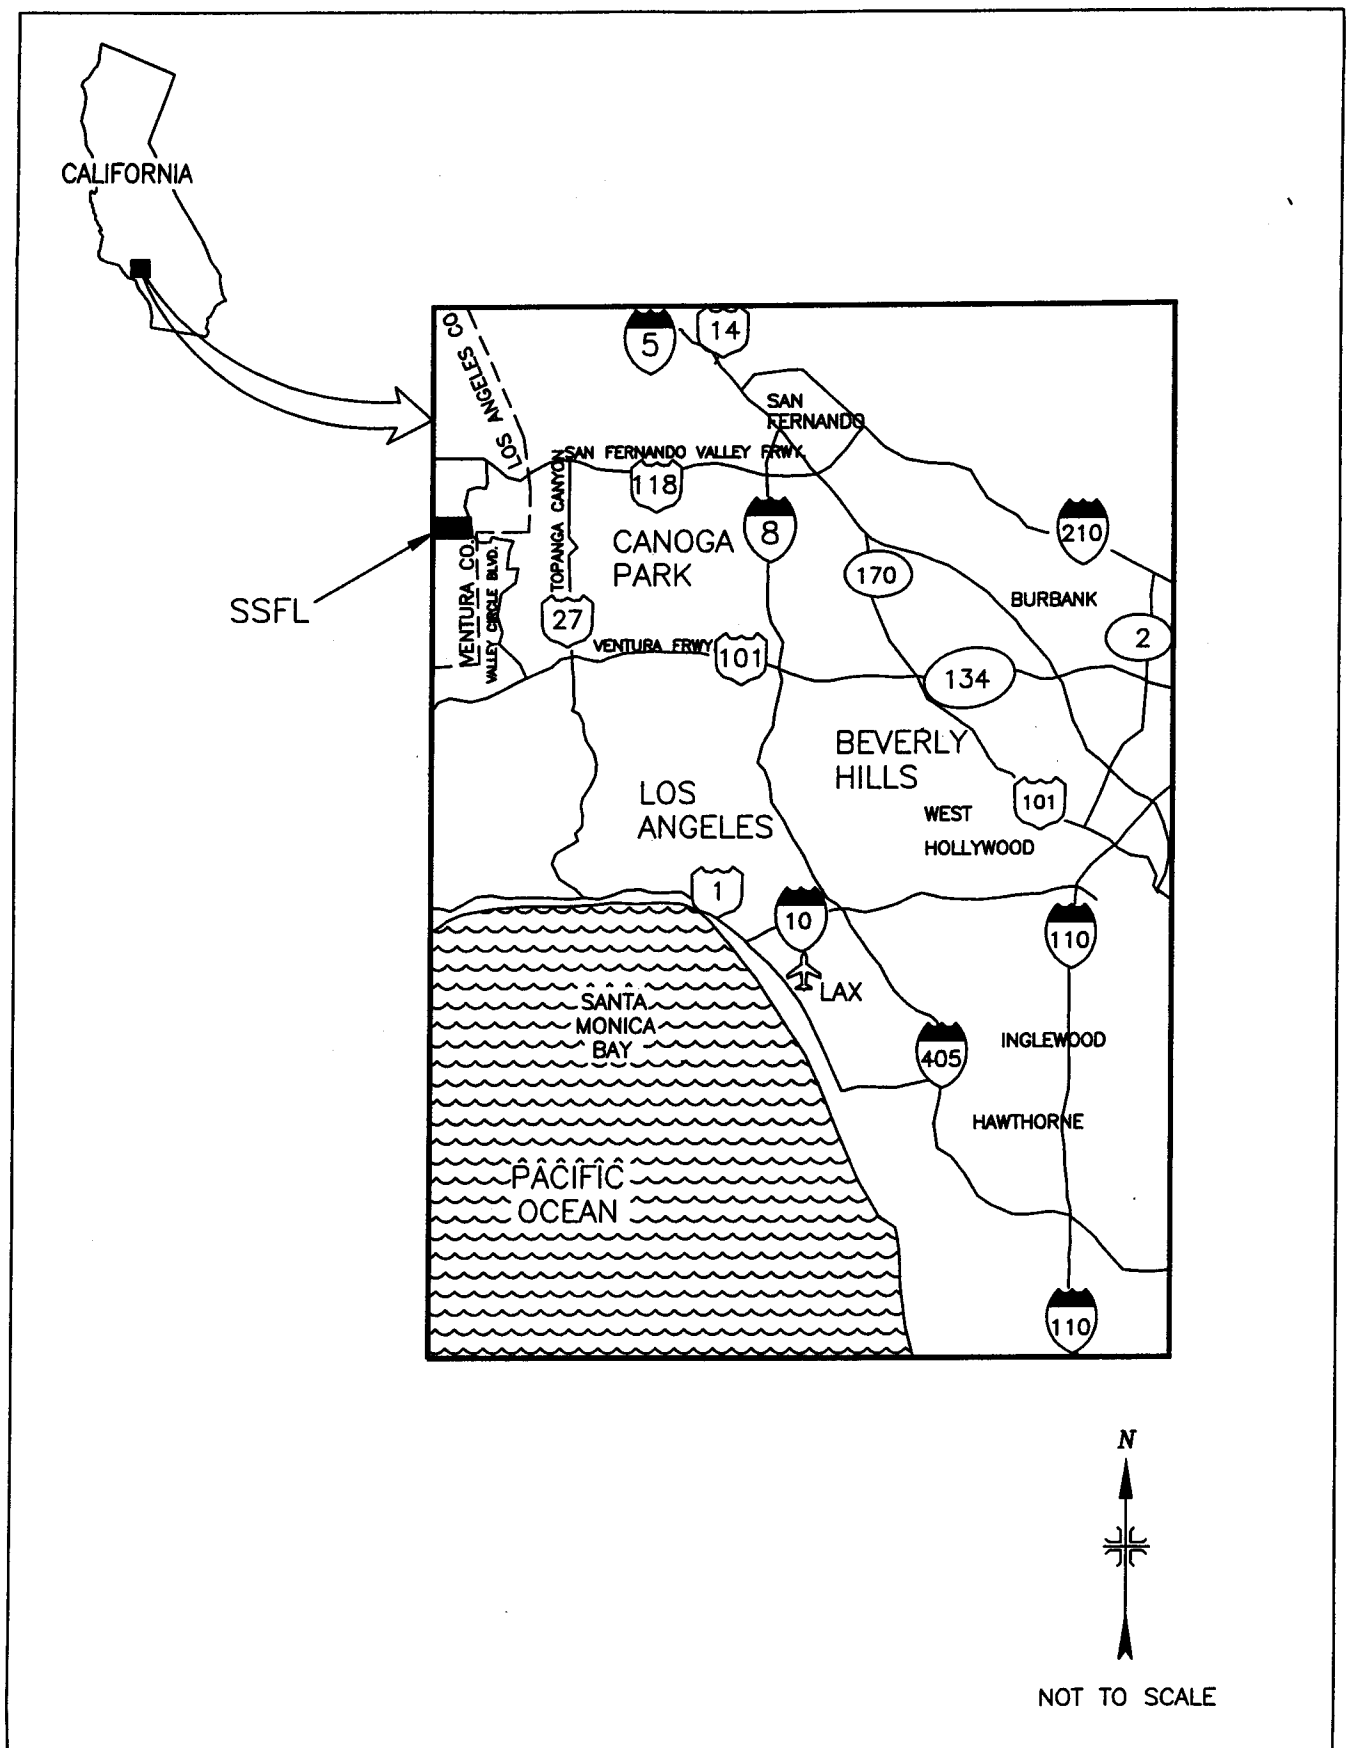 CALIFORNIA
LOS ANGELES CO.
5
14
SAN
FERNANDO
SAN FERNANDO VALLEY FRWY.
118
TOPANGA CANYON
8
210
CANOGA
PARK
170
SSFL
VENTURA CO.
VALLEY CIRCLE BLVD.
27
BURBANK
2
VENTURA FRWY
101
134
BEVERLY
HILLS
LOS
ANGELES
101
WEST
HOLLYWOOD
1
10
110
LAX
SANTA
MONICA
BAY
405
INGLEWOOD
HAWTHORNE
PACIFIC
OCEAN
110
N
NOT TO SCALE